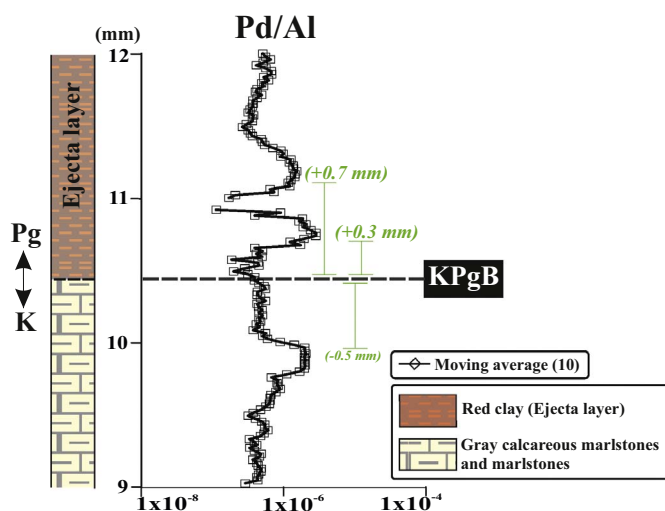 Pd/Al
(mm)
12
11
10
9
Ejecta layer
Pg
K
(+0.7 mm)
(+0.3 mm)
(-0.5 mm)
KPgB
Moving average (10)
Red clay (Ejecta layer)
Gray calcareous marlstones
and marlstones
1x10⁻⁸
1x10⁻⁶
1x10⁻⁴